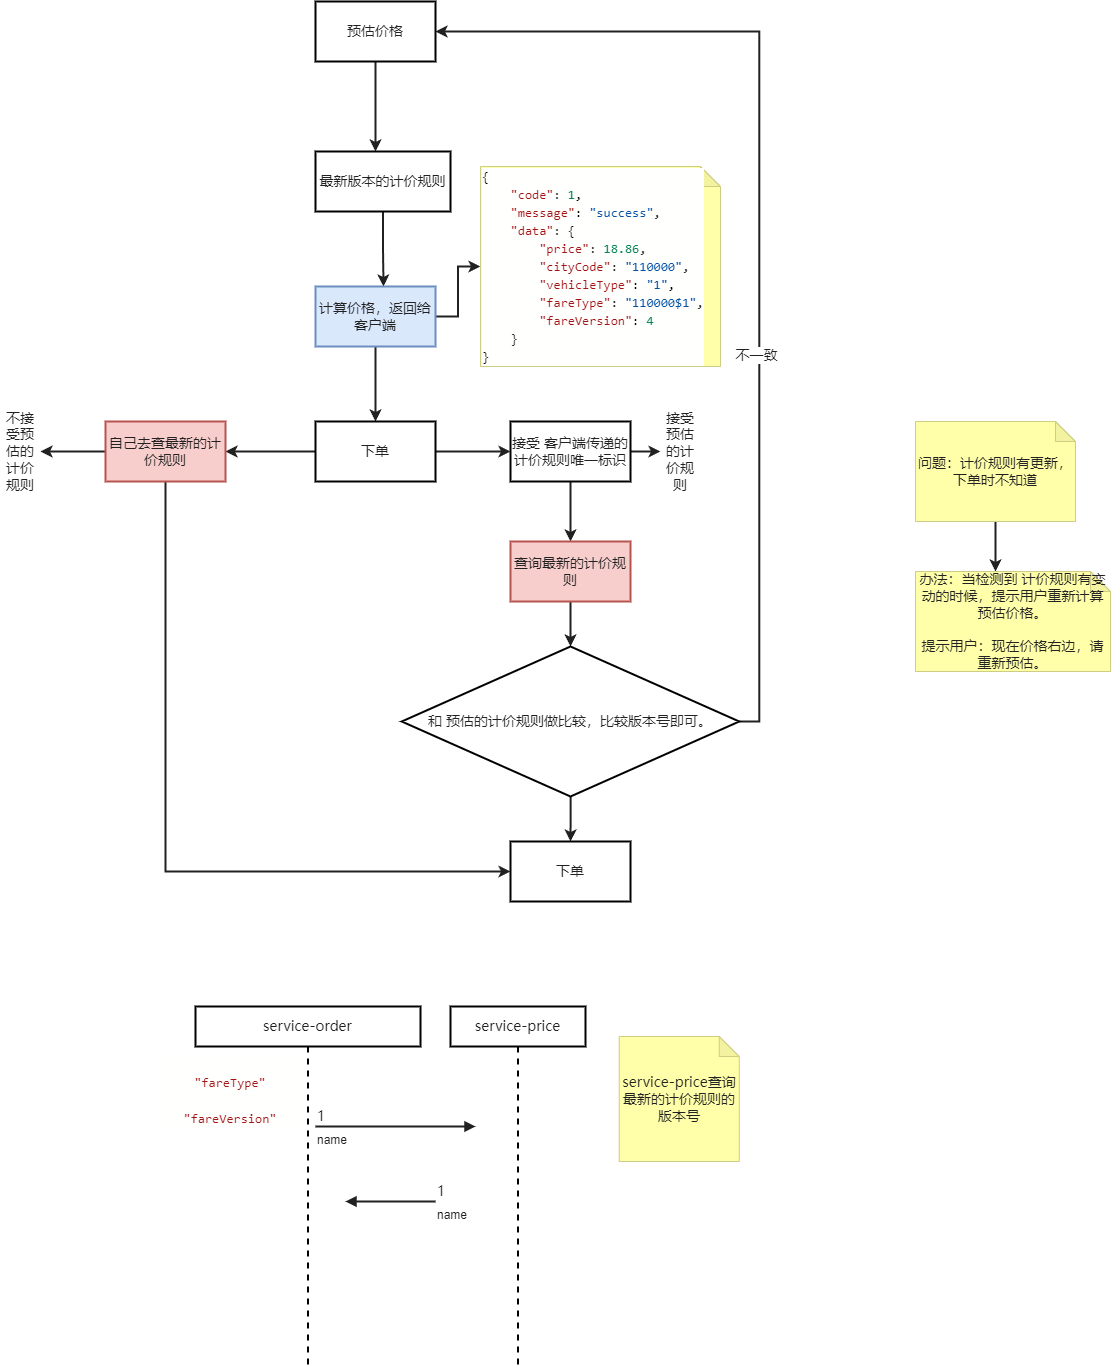 预估价格
最新版本的计价规则
{
"code": 1,
"message": "success",
"data": {
"price": 18.86,
"cityCode": "110000",
"vehicleType": "1",
"fareType": "110000$1",
"fareVersion": 4
}
}
计算价格，返回给
客户端
不一致
不接
受预
估的
计价
规则
自己去查最新的计
价规则
下单
接受 客户端传递的
计价规则唯一标识
接受
预估
的计
价规
则
问题：计价规则有更新，
下单时不知道
查询最新的计价规
则
办法：当检测到 计价规则有变
动的时候，提示用户重新计算
预估价格。
提示用户：现在价格右边，请
重新预估。
和 预估的计价规则做比较，比较版本号即可。
下单
service-order
service-price
"fareType"
"fareVersion"
1
name
1
name
service-price查询
最新的计价规则的
版本号